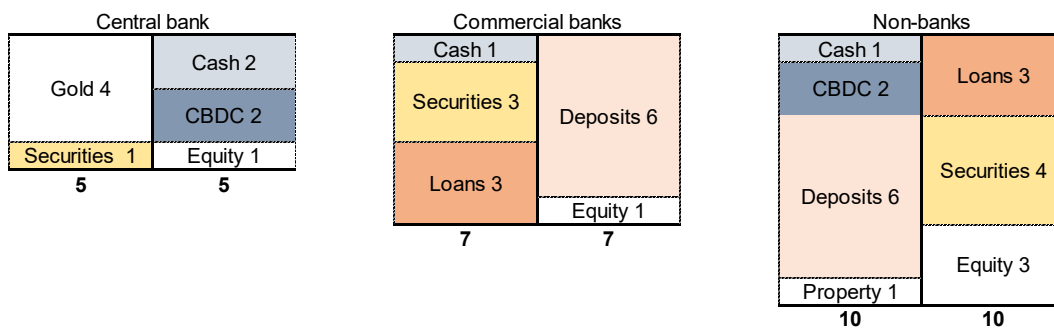 Central bank
Gold 4
Securities 1
Cash 2
CBDC 2
Equity 1
5
5
Commercial banks
Cash 1
Securities 3
Loans 3
Deposits 6
Equity 1
7
7
Non-banks
Cash 1
CBDC 2
Deposits 6
Property 1
Loans 3
Securities 4
Equity 3
10
10